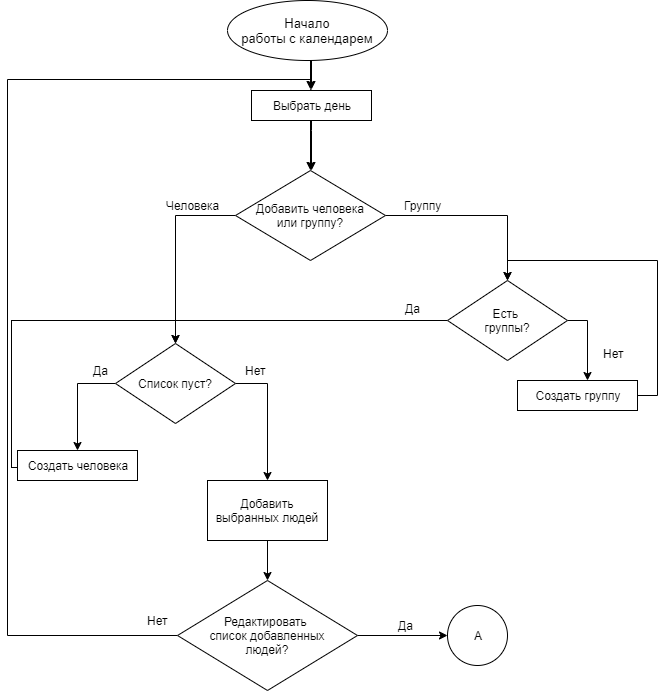 Начало
работы с календарем
Выбрать день
Человека
Добавить человека
или группу?
Группу
Да
Есть
группы?
Нет
Да
Список пуст?
Нет
Создать группу
Создать человека
Добавить
выбранных людей
Нет
Редактировать
список добавленных
людей?
Да
А